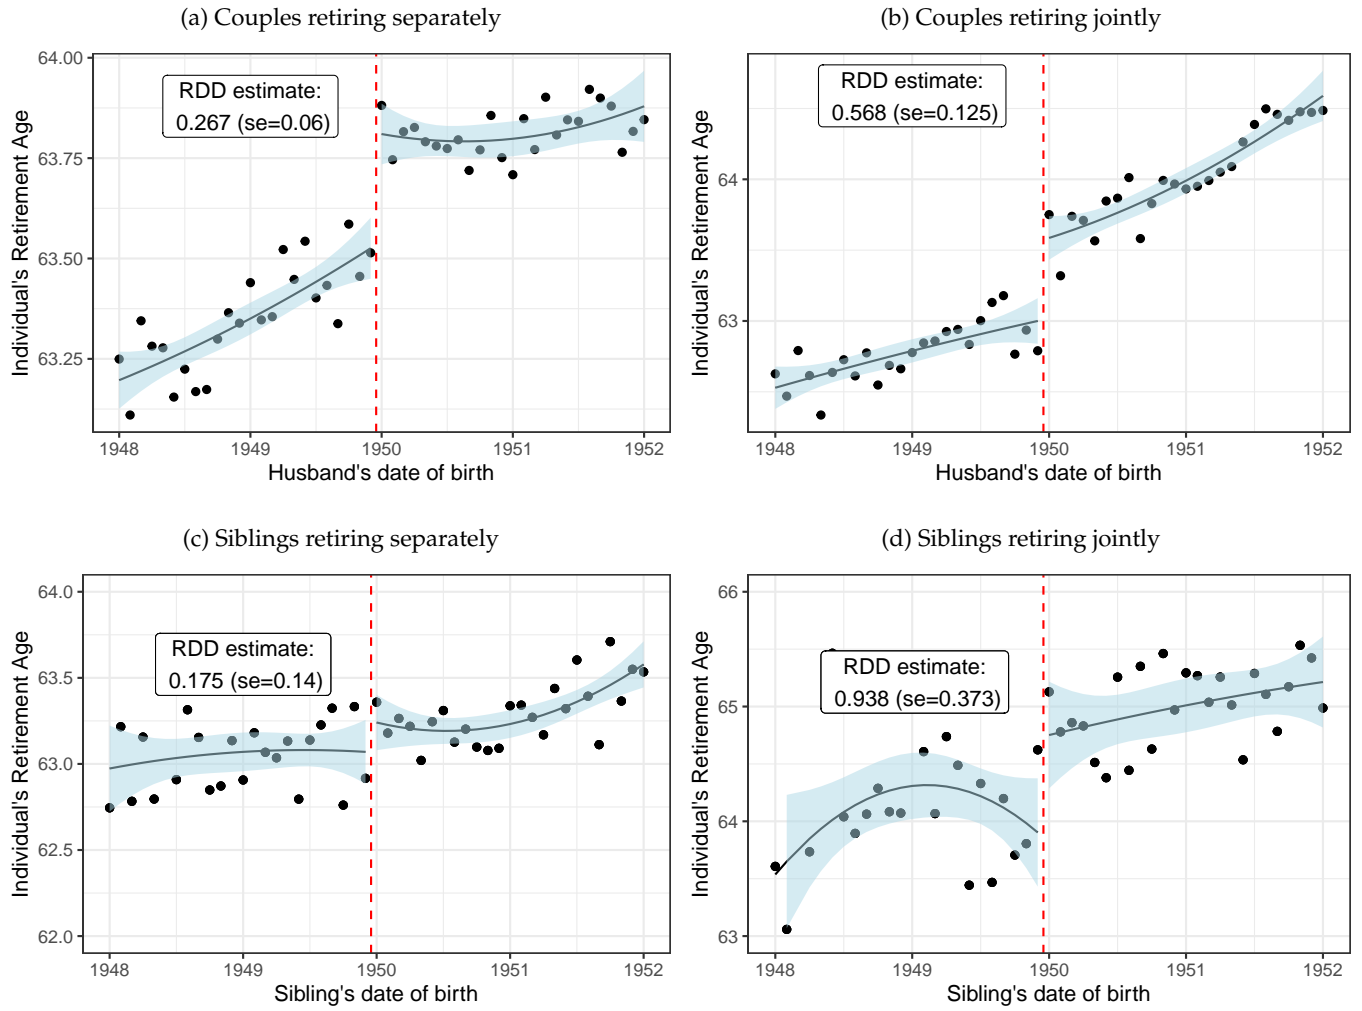 (a) Couples retiring separately
RDD estimate:
0.267 (se=0.06)
64.00
63.75
63.50
63.25
Individual's Retirement Age
1948 1949 1950 1951 1952
Husband's date of birth
(b) Couples retiring jointly
RDD estimate:
0.568 (se=0.125)
64
63
Individual's Retirement Age
1948 1949 1950 1951 1952
Husband's date of birth
(c) Siblings retiring separately
RDD estimate:
0.175 (se=0.14)
64.0
63.5
63.0
62.5
62.0
Individual's Retirement Age
1948 1949 1950 1951 1952
Sibling's date of birth
(d) Siblings retiring jointly
RDD estimate:
0.938 (se=0.373)
66
65
64
63
Individual's Retirement Age
1948 1949 1950 1951 1952
Sibling's date of birth